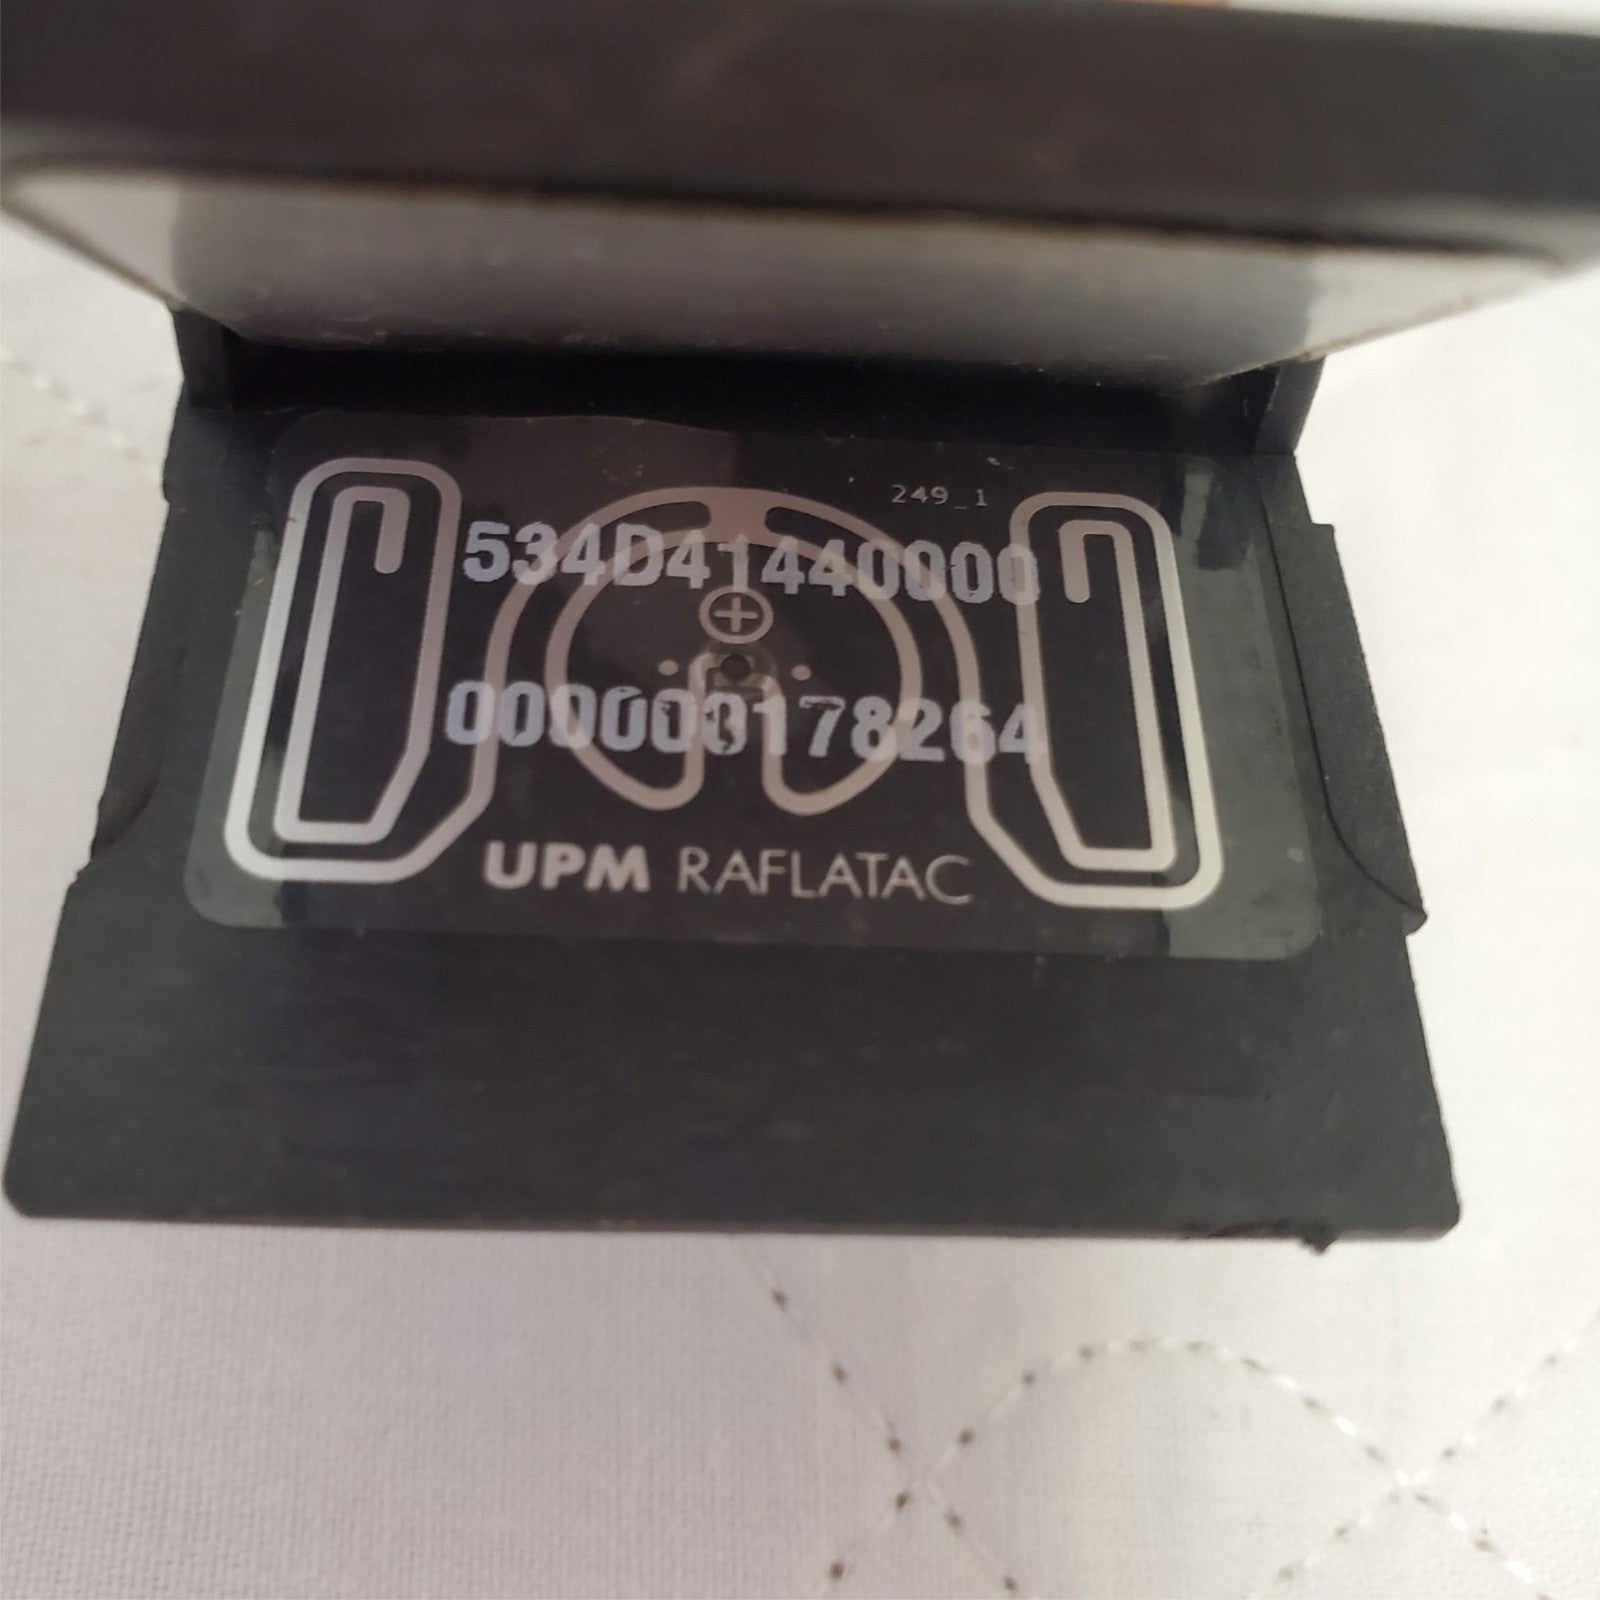 249_1
534D41440000
000000178264
UPM RAFLATAC